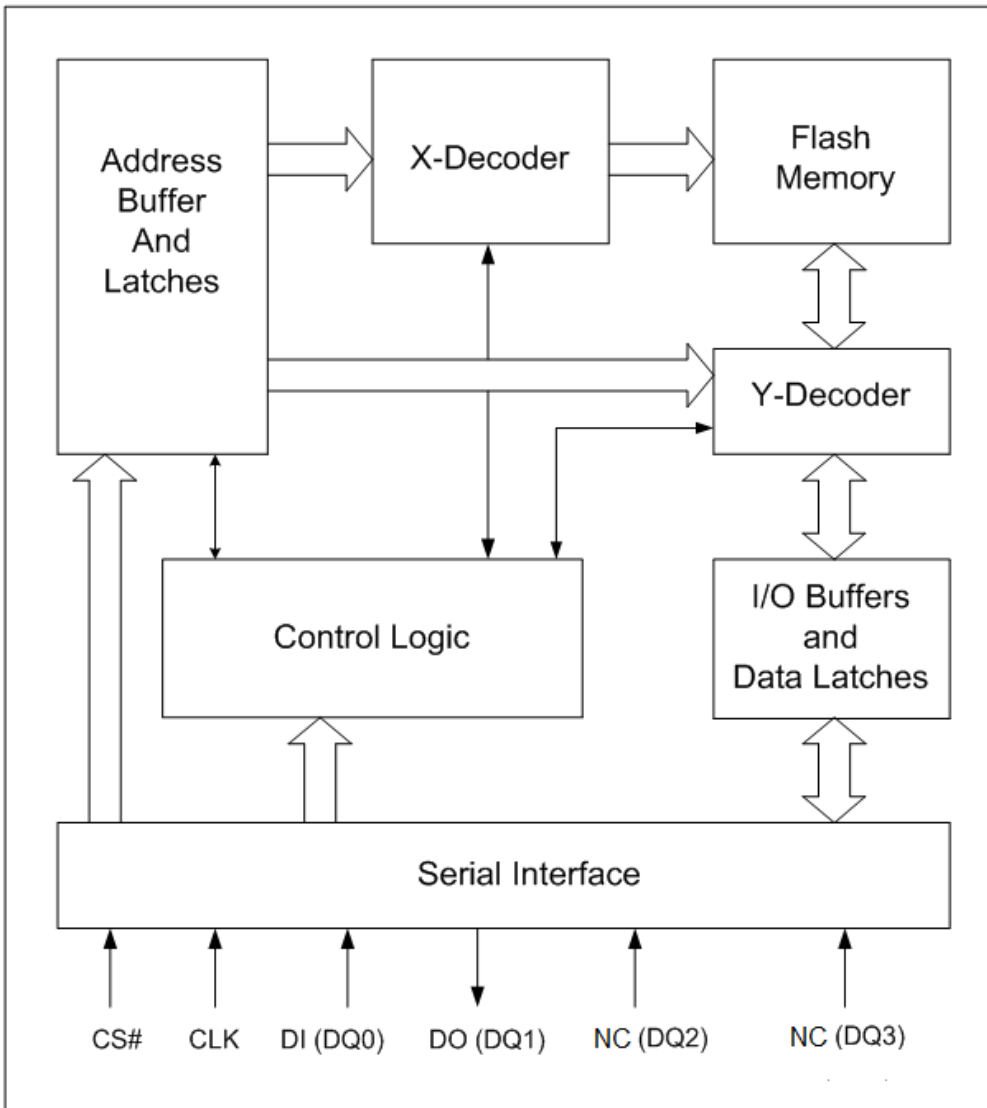 Address
Buffer
And
Latches
X-Decoder
Flash
Memory
Y-Decoder
Control Logic
I/O Buffers
and
Data Latches
Serial Interface
CS#
CLK
DI (DQ0)
DO (DQ1)
NC (DQ2)
NC (DQ3)